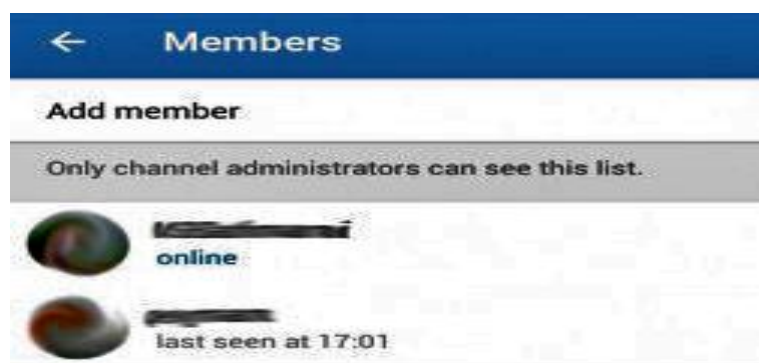 Members
Add member
Only channel administrators can see this list.
online
last seen at 17:01